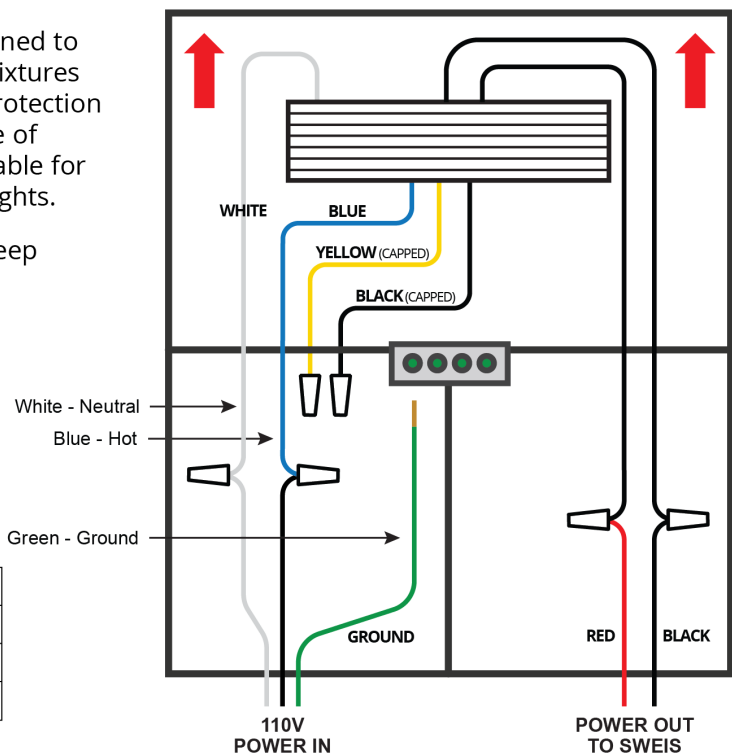 ned to
ixtures
rotection
e of
able for
ghts.
eep
WHITE
BLUE
YELLOW (CAPPED)
BLACK (CAPPED)
White - Neutral
Blue - Hot
Green - Ground
GROUND
RED
BLACK
110V
POWER IN
POWER OUT
TO SWEIS